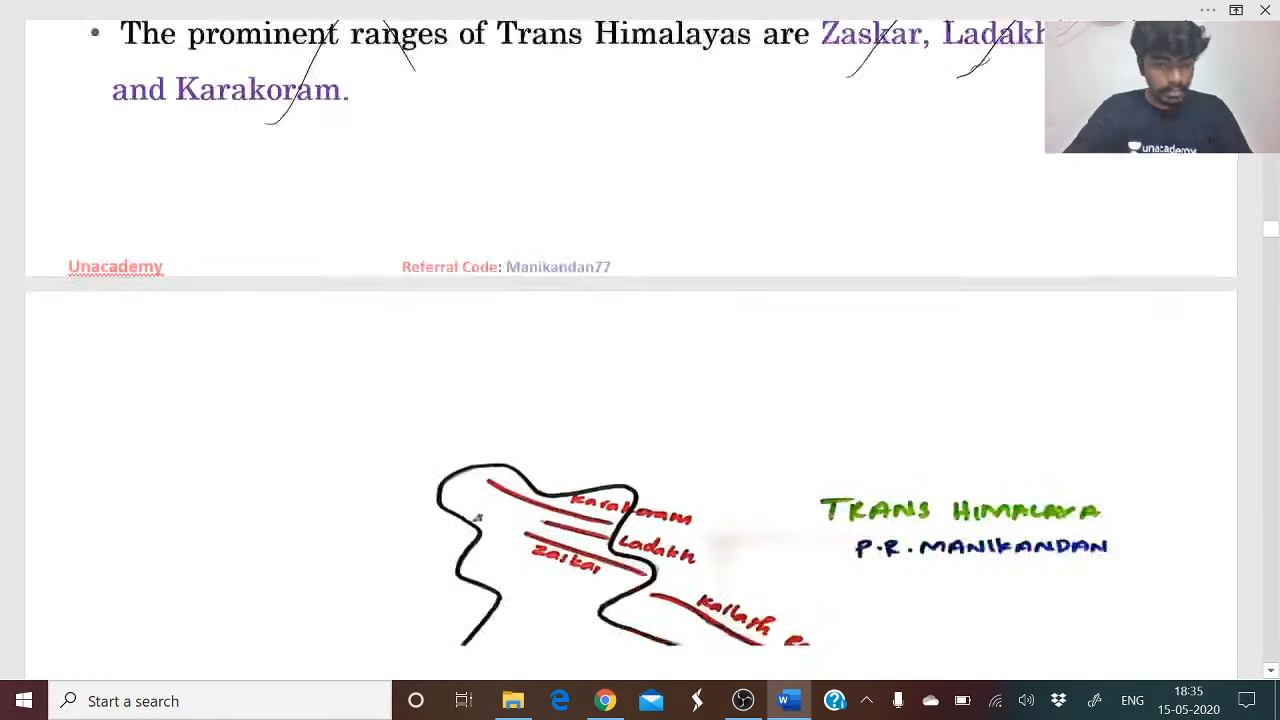 • The prominent ranges of Trans Himalayas are Zaskar, Ladakh
and Karakoram.
unacademy
Unacademy Referral Code: Manikandan77
Karakoram
TRANS HIMALAYA
Ladakh
P.R. MANIKANDAN
Zaskar
Kailash
Start a search
ENG
18:35
15-05-2020